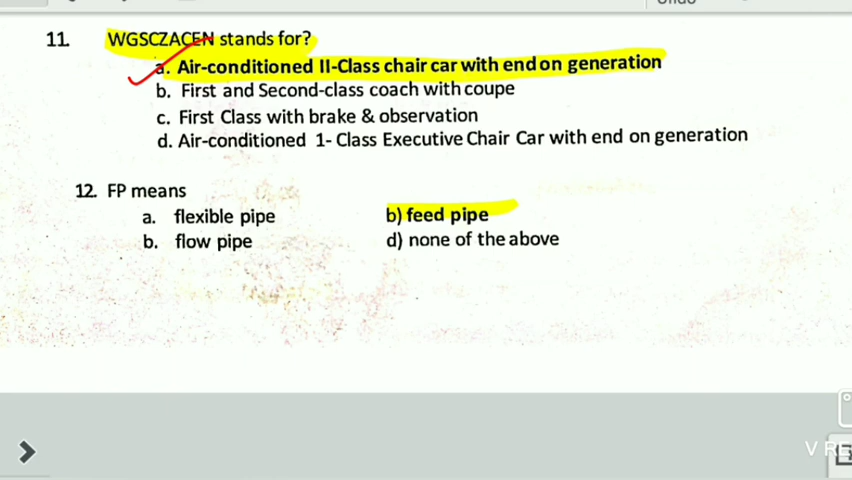 11. WGSCZACEN stands for?
a. Air-conditioned II-Class chair car with end on generation
b. First and Second-class coach with coupe
c. First Class with brake & observation
d. Air-conditioned 1- Class Executive Chair Car with end on generation
12. FP means
a. flexible pipe b) feed pipe
b. flow pipe d) none of the above